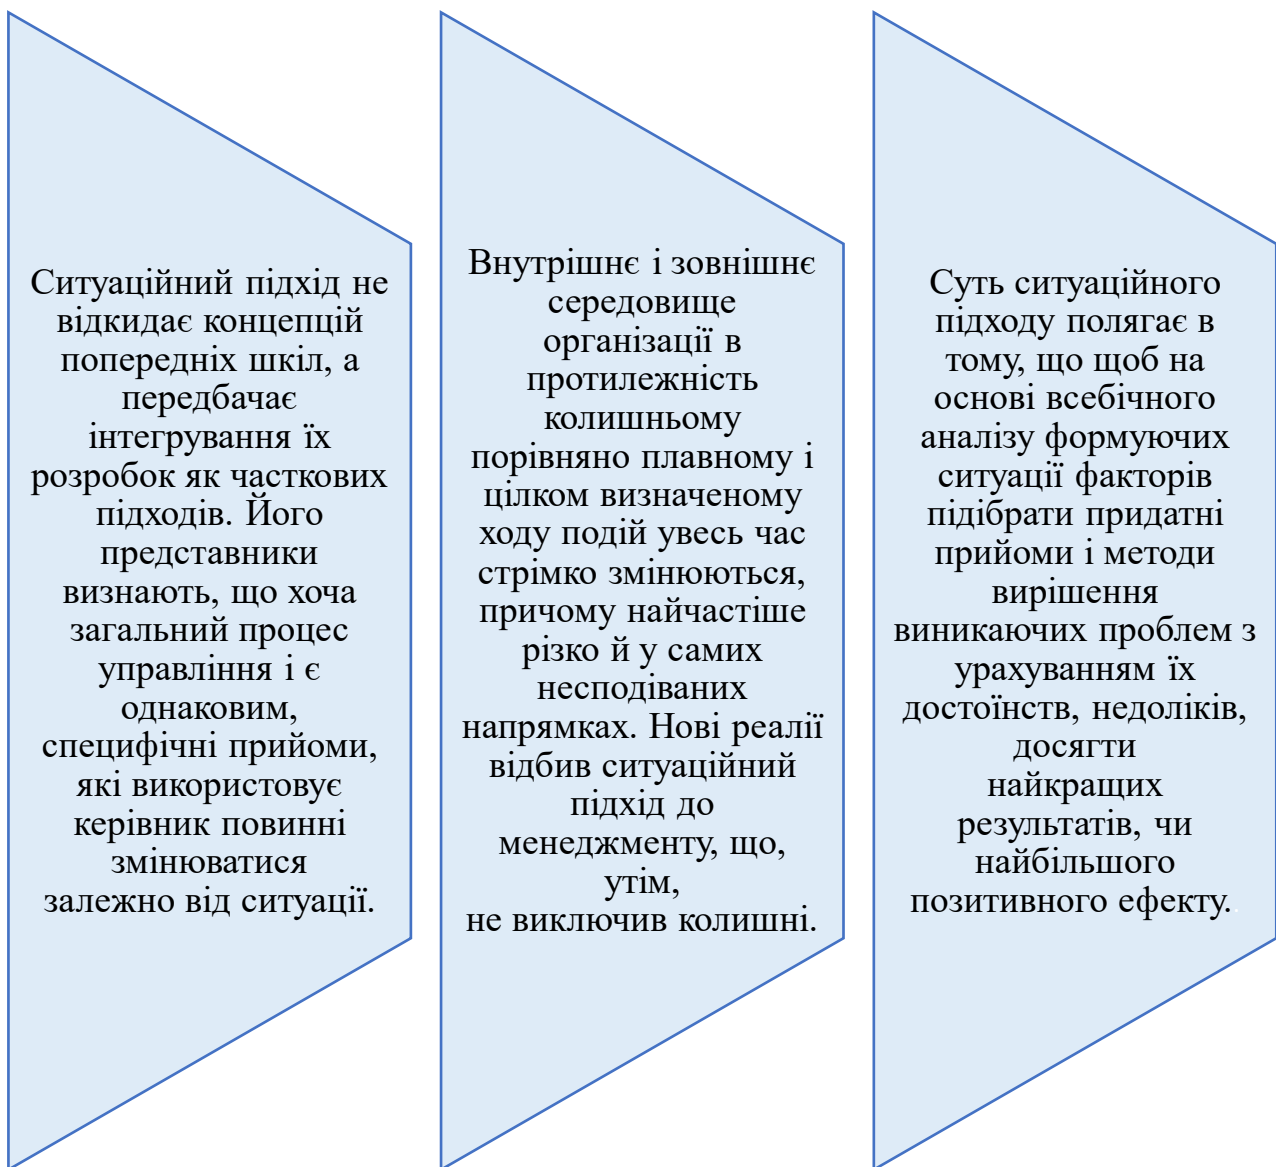 Ситуаційний підхід не
відкидає концепцій
попередніх шкіл, а
передбачає
інтегрування їх
розробок як часткових
підходів. Його
представники
визнають, що хоча
загальний процес
управління і є
однаковим,
специфічні прийоми,
які використовує
керівник повинні
змінюватися
залежно від ситуації.
Внутрішнє і зовнішнє
середовище
організації в
протилежність
колишньому
порівняно плавному і
цілком визначеному
ходу подій увесь час
стрімко змінюються,
причому найчастіше
різко й у самих
несподіваних
напрямках. Нові реалії
відбив ситуаційний
підхід до
менеджменту, що,
утім,
не виключив колишні.
Суть ситуаційного
підходу полягає в
тому, що щоб на
основі всебічного
аналізу формуючих
ситуації факторів
підібрати придатні
прийоми і методи
вирішення
виникаючих проблем з
урахуванням їх
достоїнств, недоліків,
досягти
найкращих
результатів, чи
найбільшого
позитивного ефекту.